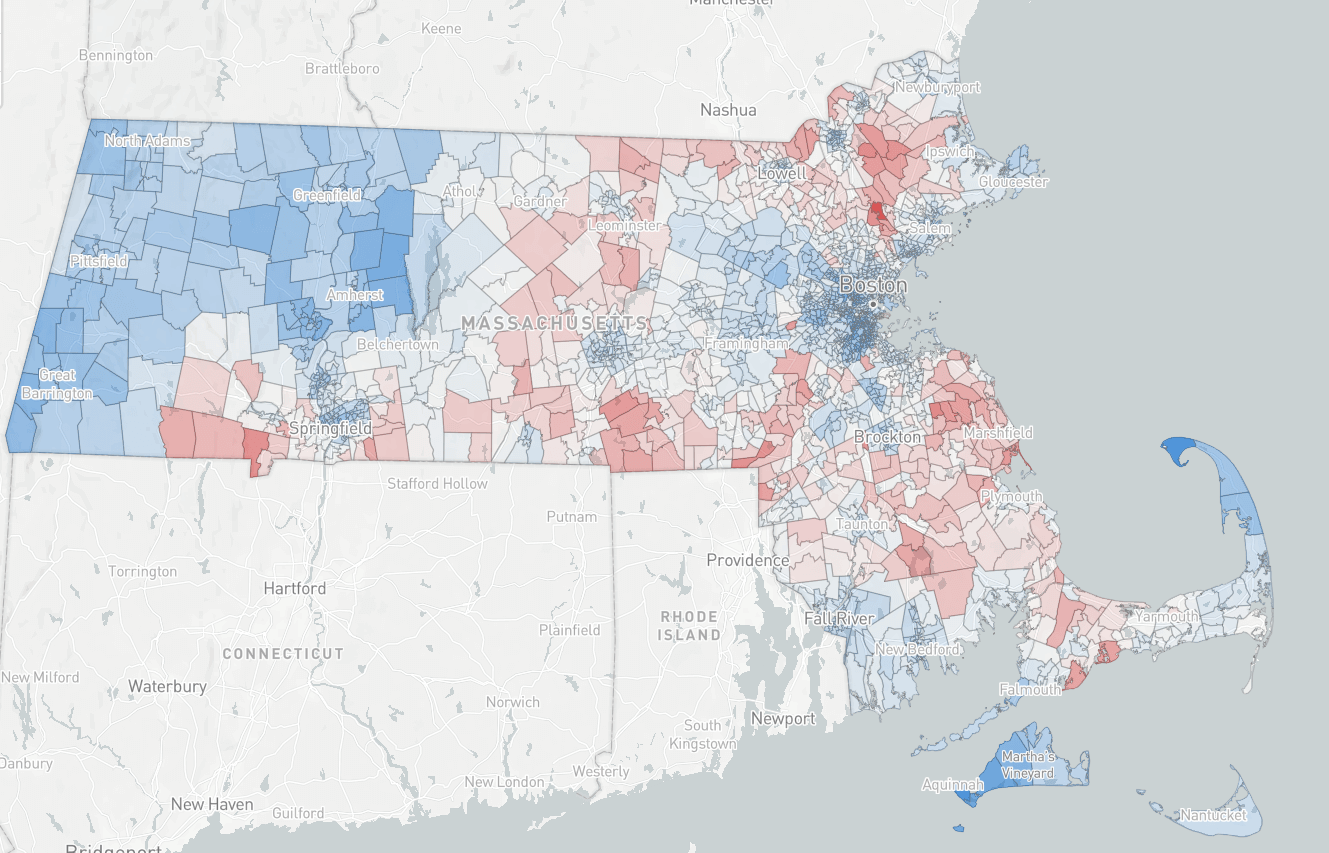 Manchester
Keene
Bennington
Brattleboro
Newburyport
Nashua
North Adams
Ipswich
Lowell
Gloucester
Athol
Greenfield
Gardner
Leominster
Salem
Pittsfield
Boston
Amherst
MASSACHUSETTS
Belchertown
Framingham
Great
Barrington
Springfield
Brockton
Marshfield
Stafford Hollow
Plymouth
Putnam
Taunton
Providence
Torrington
Hartford
RHODE
ISLAND
Fall River
Yarmouth
Plainfield
CONNECTICUT
New Bedford
New Milford
Waterbury
Falmouth
Norwich
Newport
South
Kingstown
Martha's
Vineyard
Danbury
Westerly
New London
Aquinnah
New Haven
Guilford
Nantucket
Bridgeport